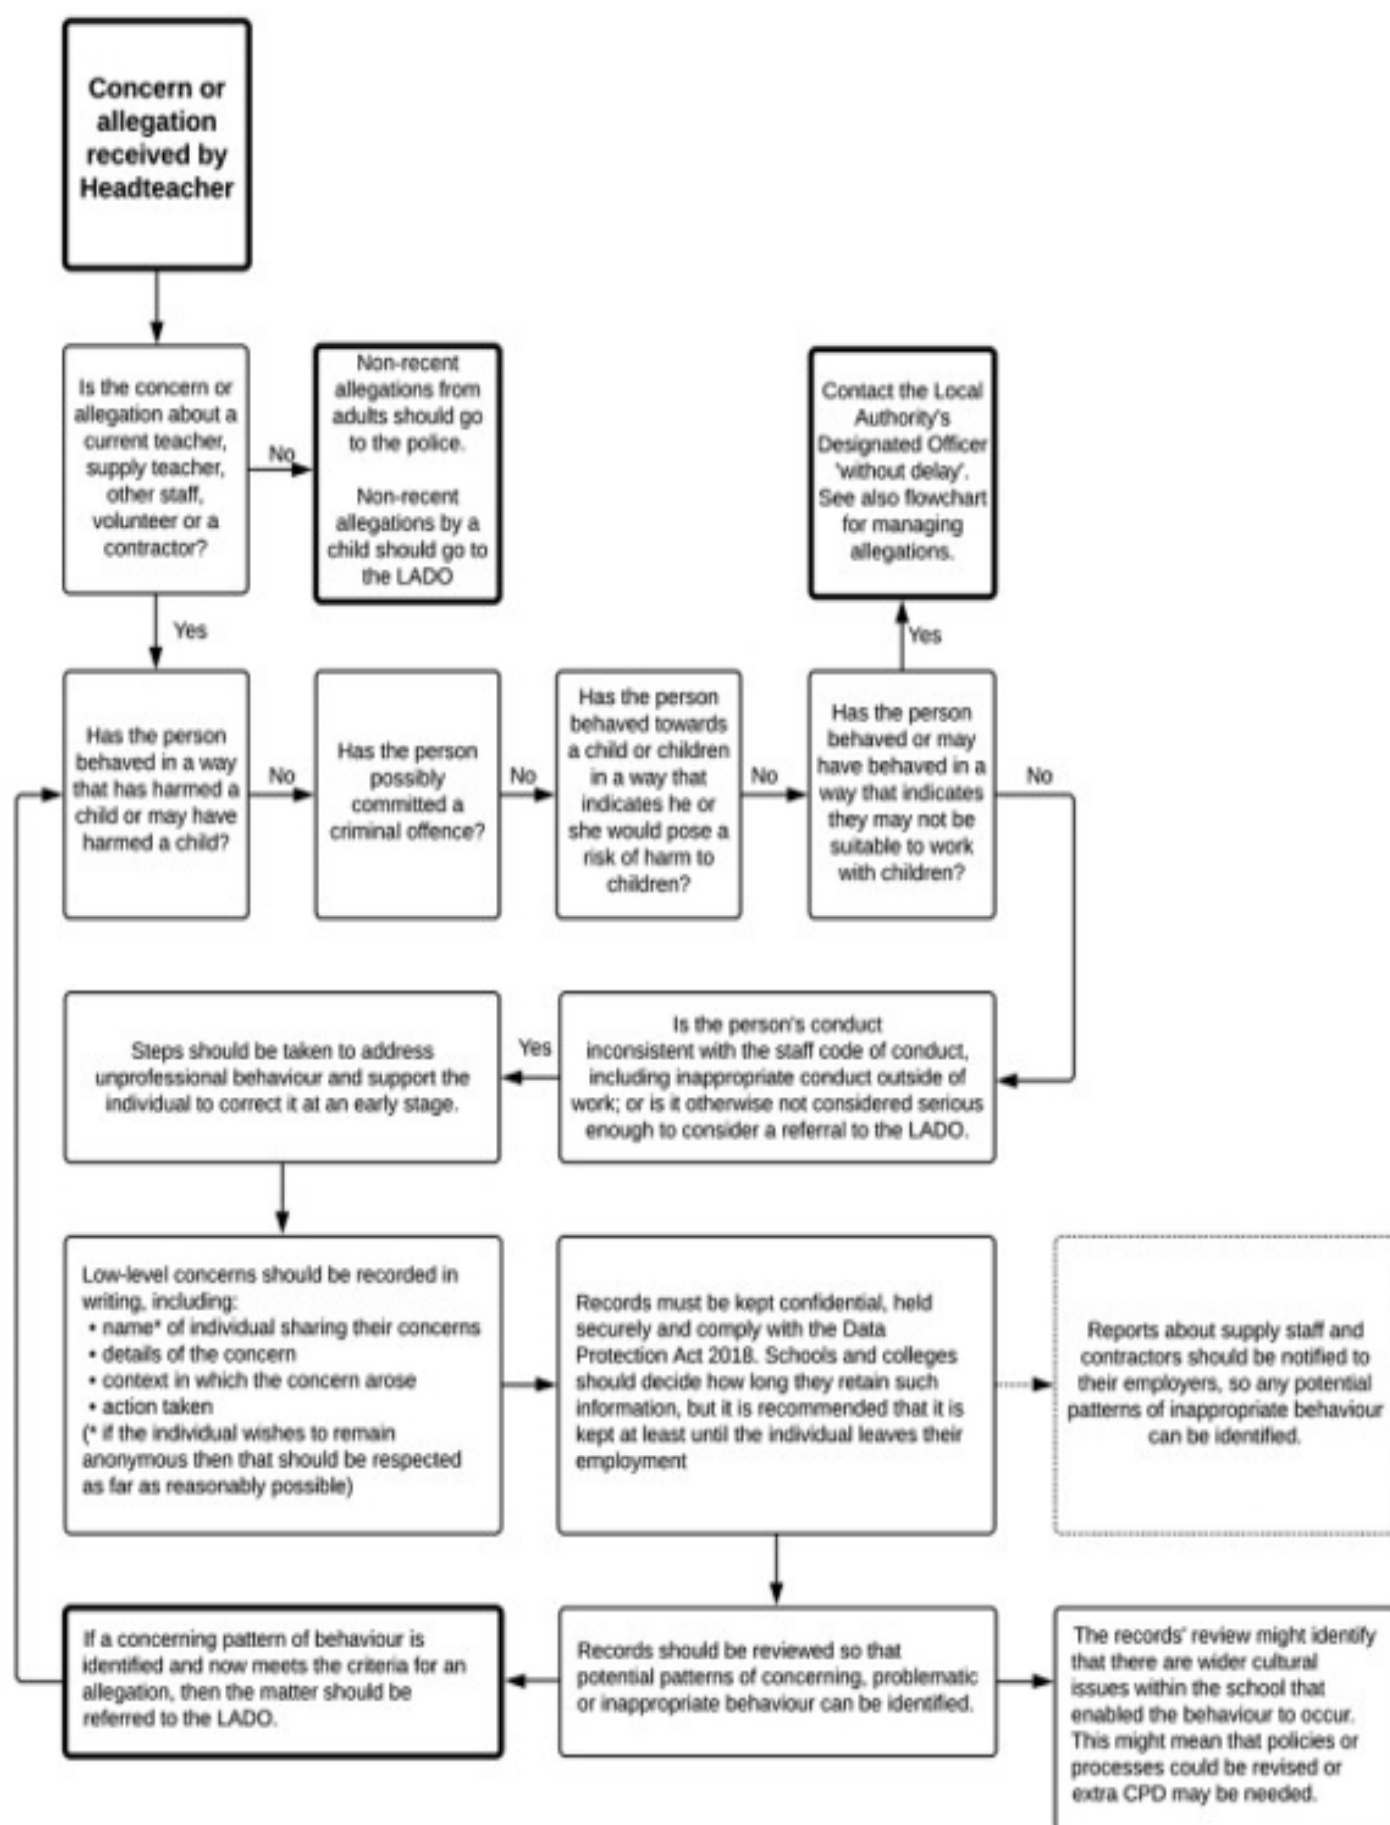 Concern or
allegation
received by
Headteacher
Is the concern or
allegation about a
current teacher,
supply teacher,
other staff,
volunteer or a
contractor?
No
Non-recent
allegations from
adults should go
to the police.
Non-recent
allegations by a
child should go to
the LADO
Contact the Local
Authority's
Designated Officer
'without delay'.
See also flowchart
for managing
allegations.
Yes
Yes
Has the person
behaved in a way
that has harmed a
child or may have
harmed a child?
No
Has the person
possibly
committed a
criminal offence?
No
Has the person
behaved towards
a child or children
in a way that
indicates he or
she would pose a
risk of harm to
children?
No
Has the person
behaved or may
have behaved in a
way that indicates
they may not be
suitable to work
with children?
No
Is the person's conduct
inconsistent with the staff code of conduct,
including inappropriate conduct outside of
work; or is it otherwise not considered serious
enough to consider a referral to the LADO.
Yes
Steps should be taken to address
unprofessional behaviour and support the
individual to correct it at an early stage.
Low-level concerns should be recorded in
writing, including:
• name* of individual sharing their concerns
• details of the concern
• context in which the concern arose
• action taken
(* if the individual wishes to remain
anonymous then that should be respected
as far as reasonably possible)
Records must be kept confidential, held
securely and comply with the Data
Protection Act 2018. Schools and colleges
should decide how long they retain such
information, but it is recommended that it is
kept at least until the individual leaves their
employment
Reports about supply staff and
contractors should be notified to
their employers, so any potential
patterns of inappropriate behaviour
can be identified.
If a concerning pattern of behaviour is
identified and now meets the criteria for an
allegation, then the matter should be
referred to the LADO.
Records should be reviewed so that
potential patterns of concerning, problematic
or inappropriate behaviour can be identified.
The records' review might identify
that there are wider cultural
issues within the school that
enabled the behaviour to occur.
This might mean that policies or
processes could be revised or
extra CPD may be needed.